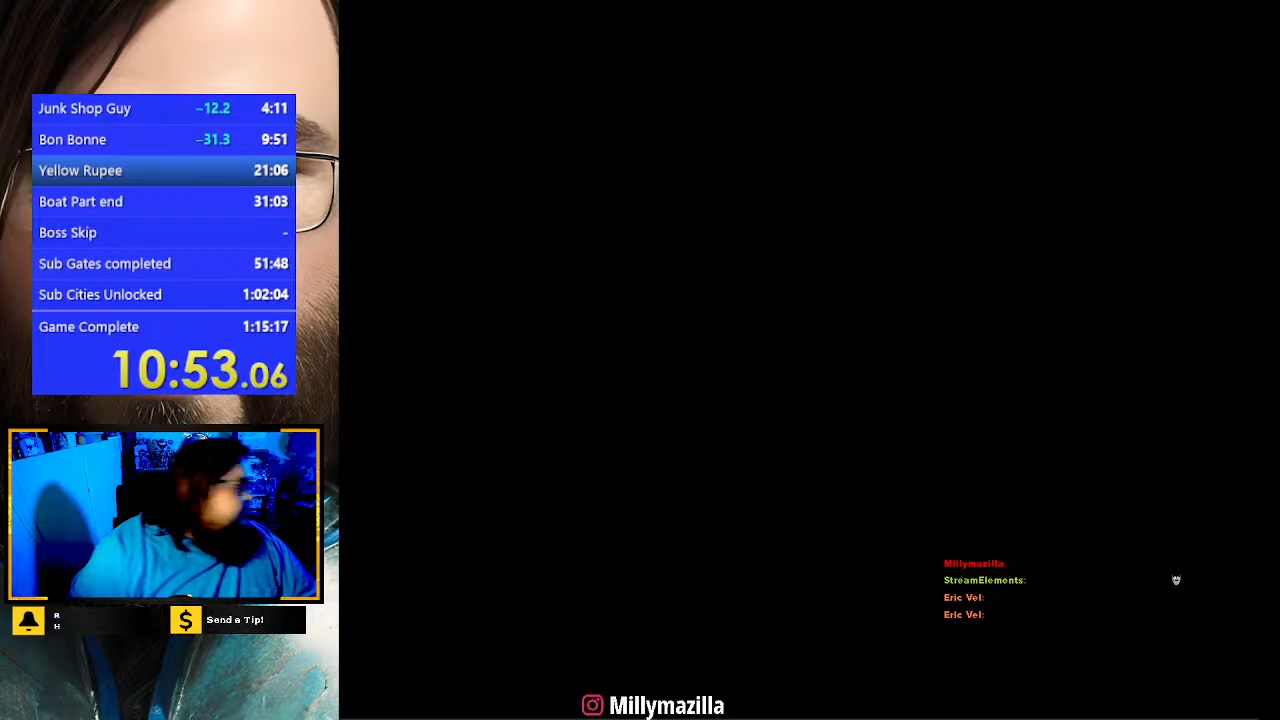 Junk Shop Guy -12.2 4:11
Bon Bonne -31.3 9:51
Yellow Rupee 21:06
Boat Part end 31:03
Boss Skip -
Sub Gates completed 51:48
Sub Cities Unlocked 1:02:04
Game Complete 1:15:17
10:53.06
R
H
$ Send a Tip!
Millymazilla:
StreamElements:
Eric Vel:
Eric Vel:
Millymazilla